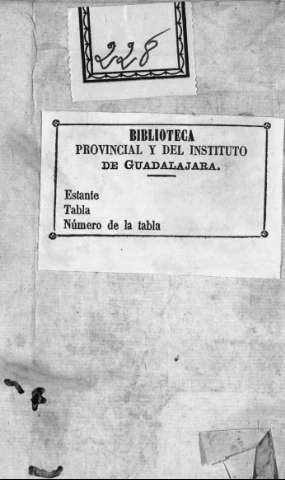 228
BIBLIOTECA
PROVINCIAL Y DEL INSTITUTO
DE GUADALAJARA.
Estante
Tabla
Número de la tabla